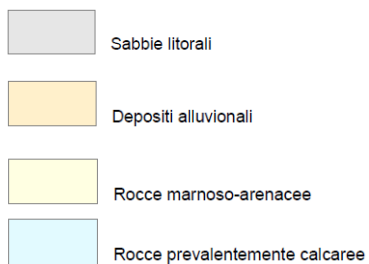 Sabbie litorali
Depositi alluvionali
Rocce marnoso-arenacee
Rocce prevalentemente calcaree